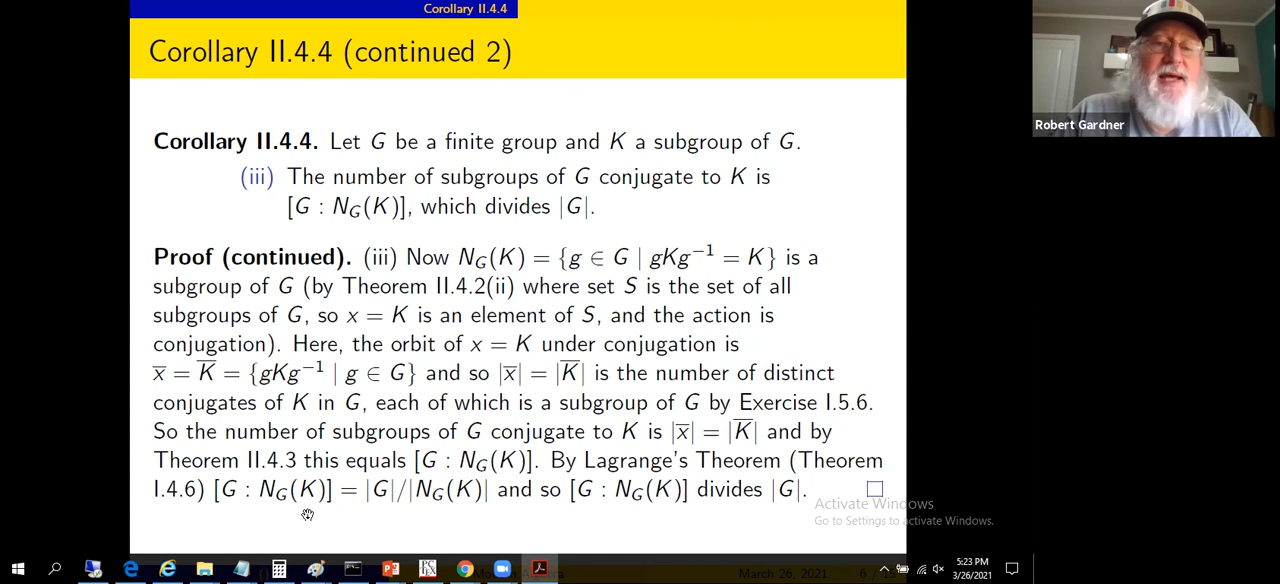 Corollary II.4.4
Corollary II.4.4 (continued 2)
Robert Gardner
Corollary II.4.4. Let G be a finite group and K a subgroup of G.
(iii) The number of subgroups of G conjugate to K is
[G : N_G(K)], which divides |G|.
Proof (continued). (iii) Now N_G(K) = {g ∈ G | gKg⁻¹ = K} is a
subgroup of G (by Theorem II.4.2(ii) where set S is the set of all
subgroups of G, so x = K is an element of S, and the action is
conjugation). Here, the orbit of x = K under conjugation is
x̅ = K̅ = {gKg⁻¹ | g ∈ G} and so |x̅| = |K̅| is the number of distinct
conjugates of K in G, each of which is a subgroup of G by Exercise I.5.6.
So the number of subgroups of G conjugate to K is |x̅| = |K̅| and by
Theorem II.4.3 this equals [G : N_G(K)]. By Lagrange's Theorem (Theorem
I.4.6) [G : N_G(K)] = |G|/|N_G(K)| and so [G : N_G(K)] divides |G|. □
Activate Windows
Go to Settings to activate Windows.
March 26, 2021
5:23 PM
3/26/2021